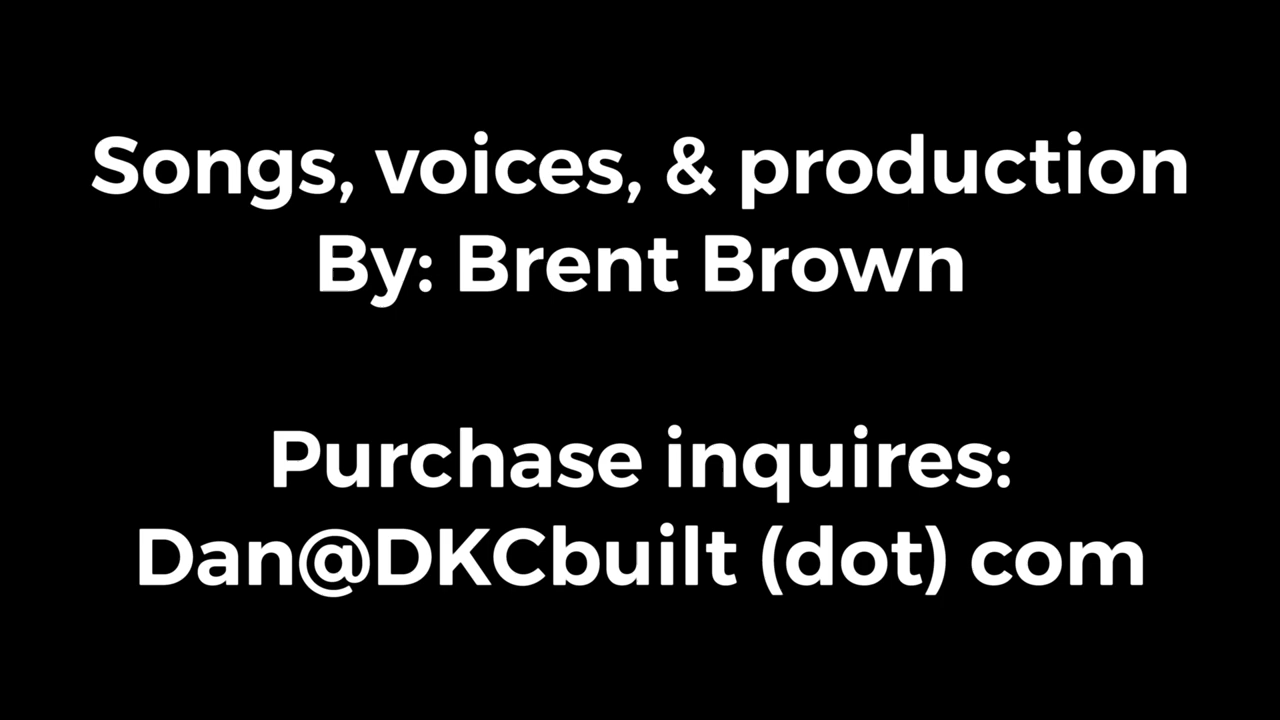 Songs, voices, & production
By: Brent Brown
Purchase inquires:
Dan@DKCbuilt (dot) com